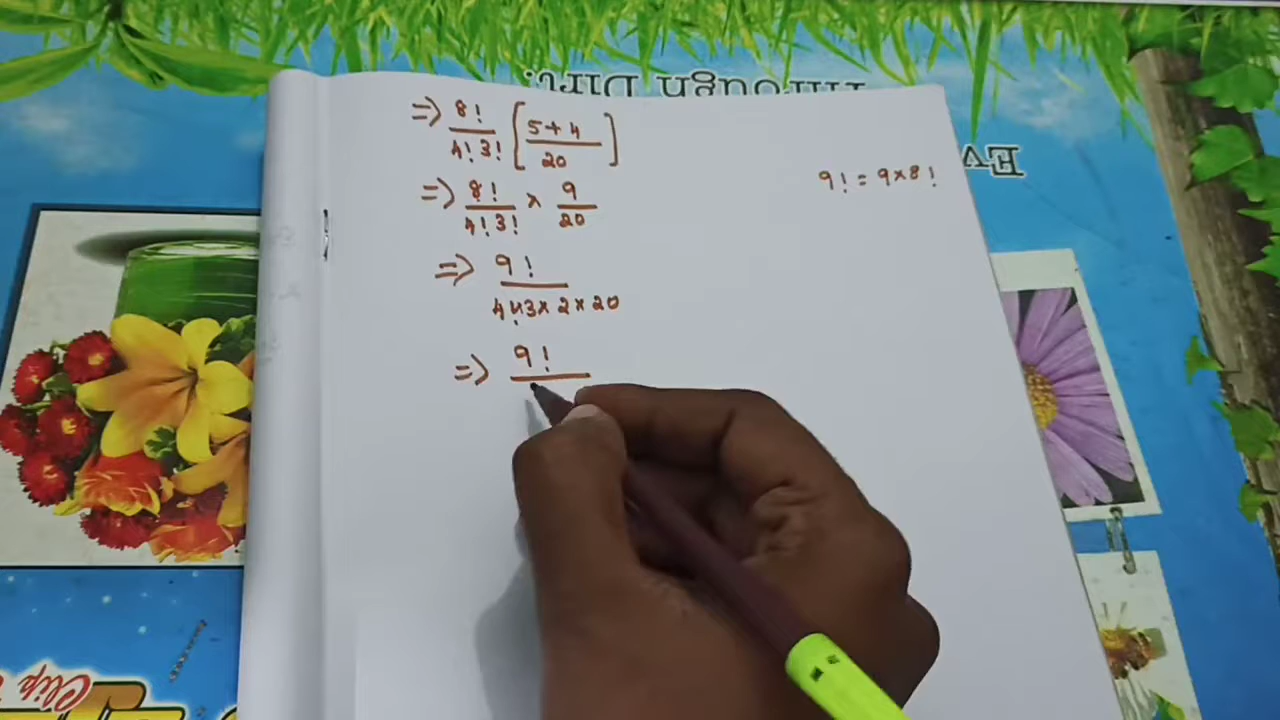 => 8! / 4! 3! [ 5+4 / 20 ]
=> 8! / 4! 3! × 9 / 20
9! = 9×8!
=> 9! / 4! × 3 × 2 × 20
=> 9!